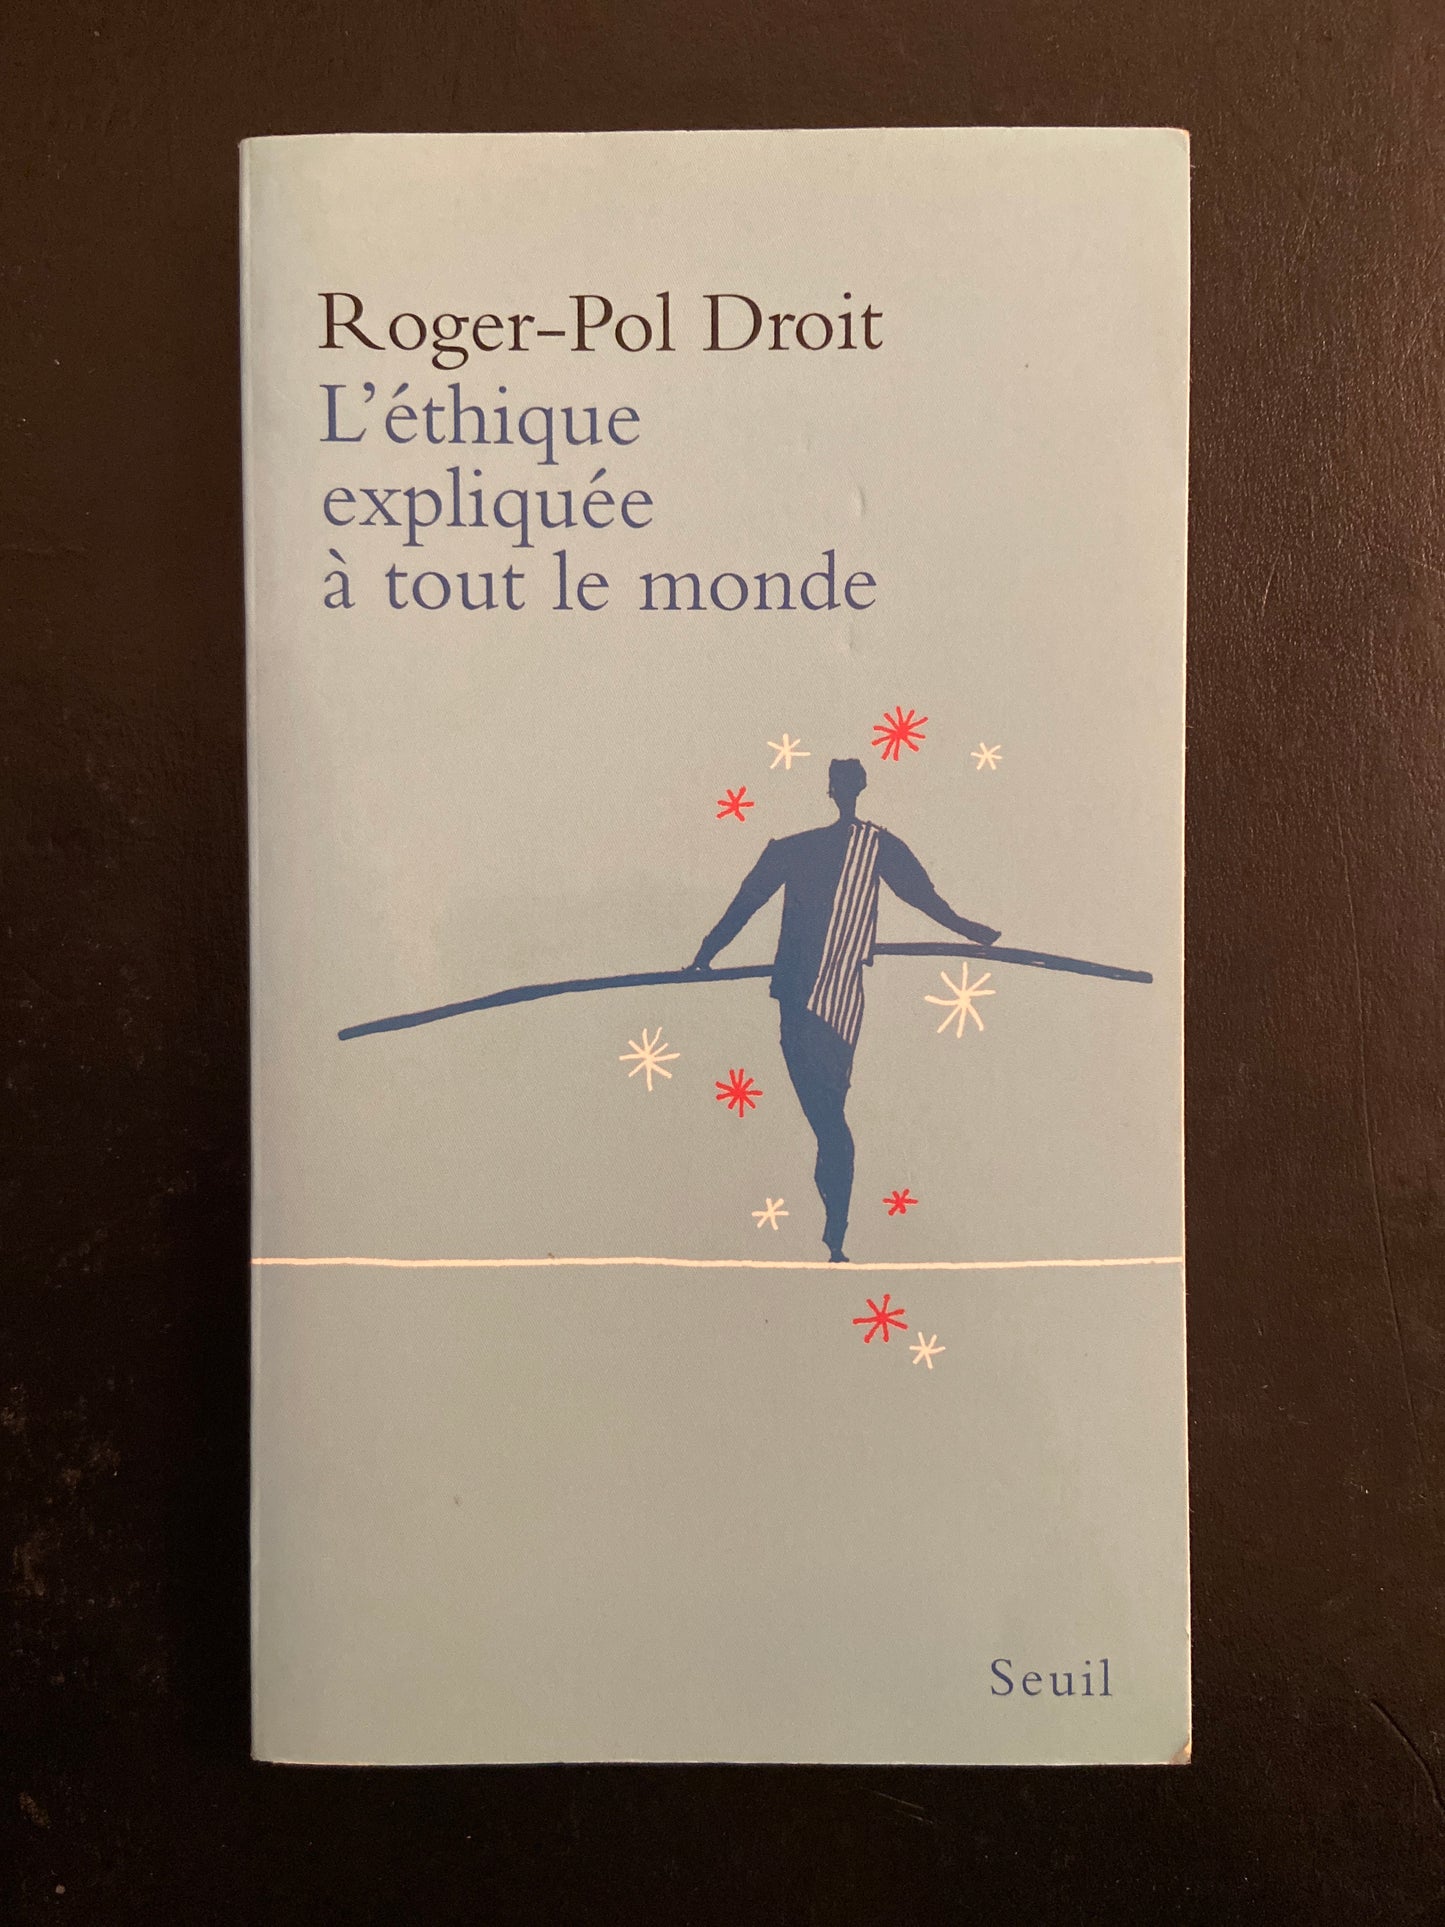 Roger-Pol Droit
L’éthique
expliquée
à tout le monde
Seuil